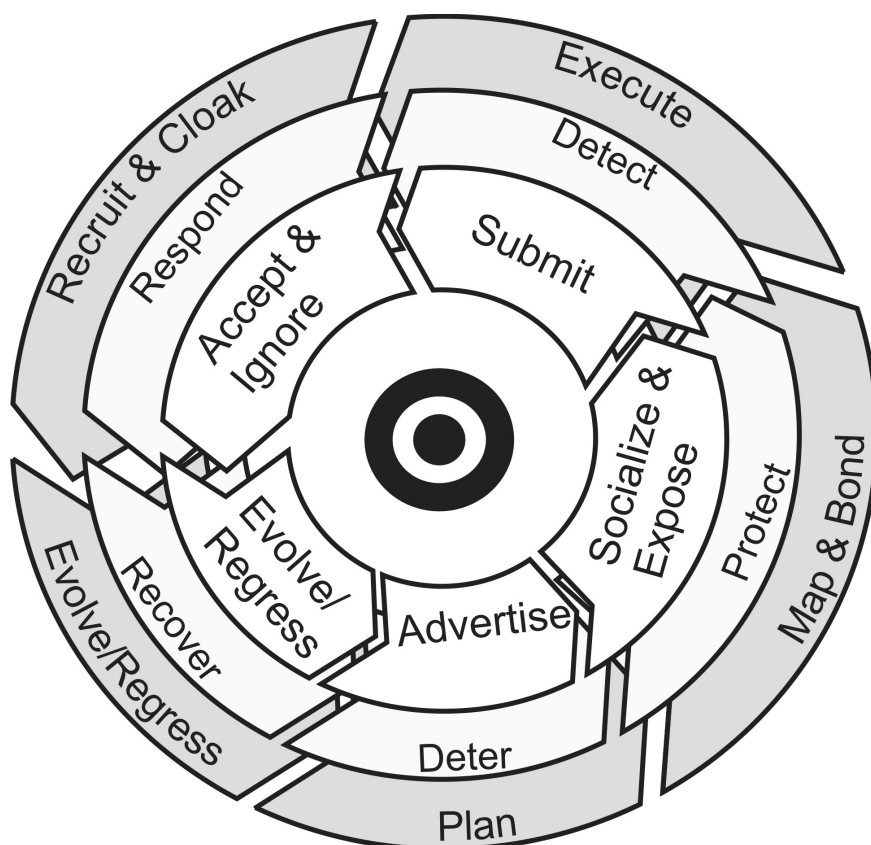 Execute
Detect
Submit
Recruit & Cloak
Respond
Accept &
Ignore
Socialize &
Expose
Protect
Map & Bond
Evolve/
Regress
Recover
Evolve/Regress
Advertise
Deter
Plan